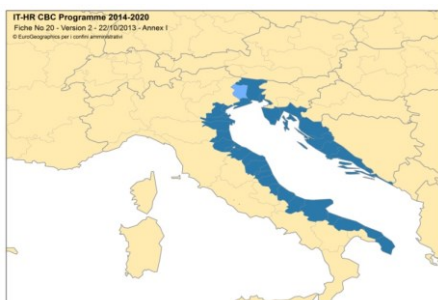 IT-HR CBC Programme 2014-2020
Fiche No 20 - Version 2 - 22/10/2013 - Annex I
© EuroGeographics per i confini amministrativi